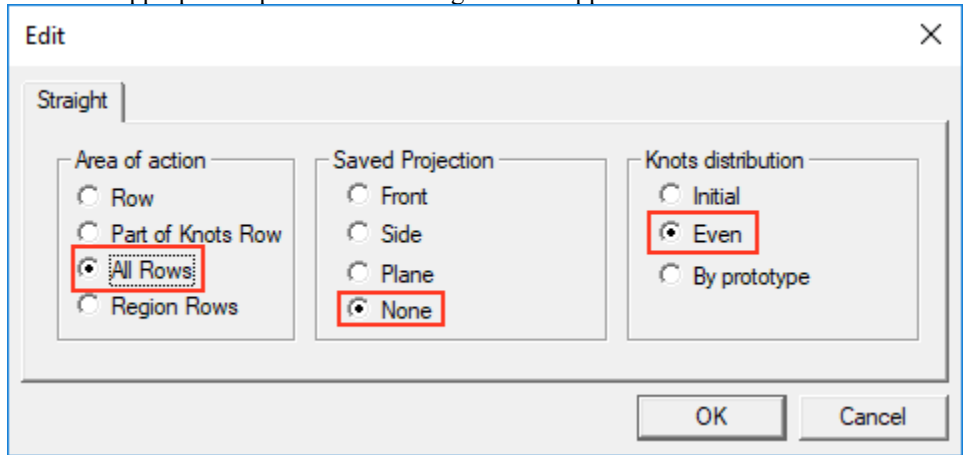 Edit
Straight
Area of action
Row
Part of Knots Row
All Rows
Region Rows
Saved Projection
Front
Side
Plane
None
Knots distribution
Initial
Even
By prototype
OK
Cancel